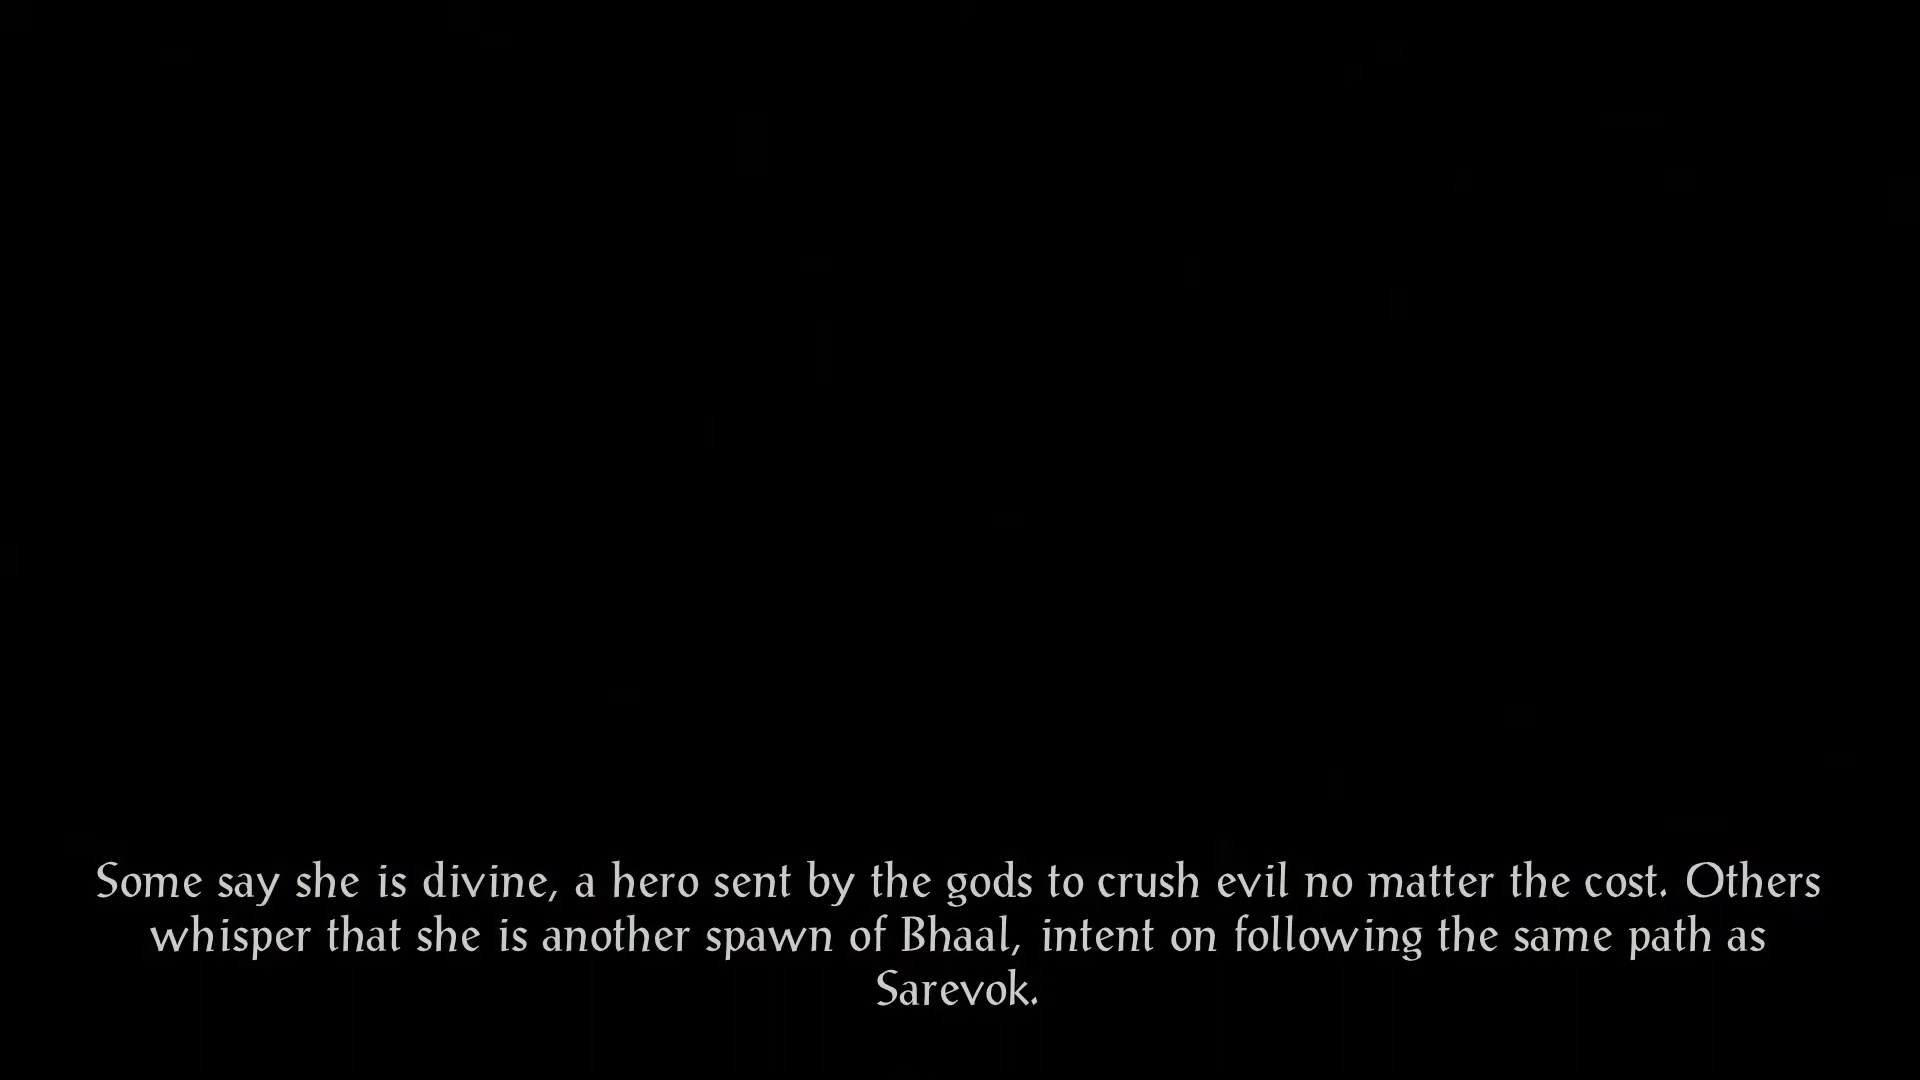 Some say she is divine, a hero sent by the gods to crush evil no matter the cost. Others
whisper that she is another spawn of Bhaal, intent on following the same path as
Sarevok.